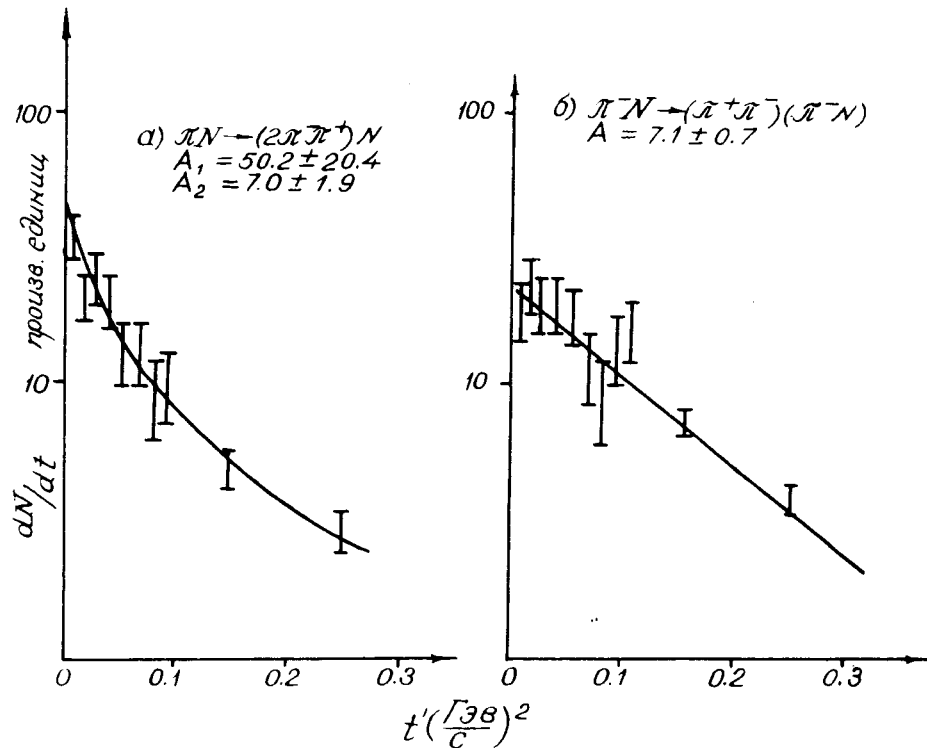 100
10
произв. единиц
dN/dt
а) πN → (2π⁻π⁺)N
A₁ = 50.2 ± 20.4
A₂ = 7.0 ± 1.9
0 0.1 0.2 0.3
100
10
б) π⁻N → (π⁺π⁻)(π⁻N)
A = 7.1 ± 0.7
0 0.1 0.2 0.3
t'(ГэВ/с)²